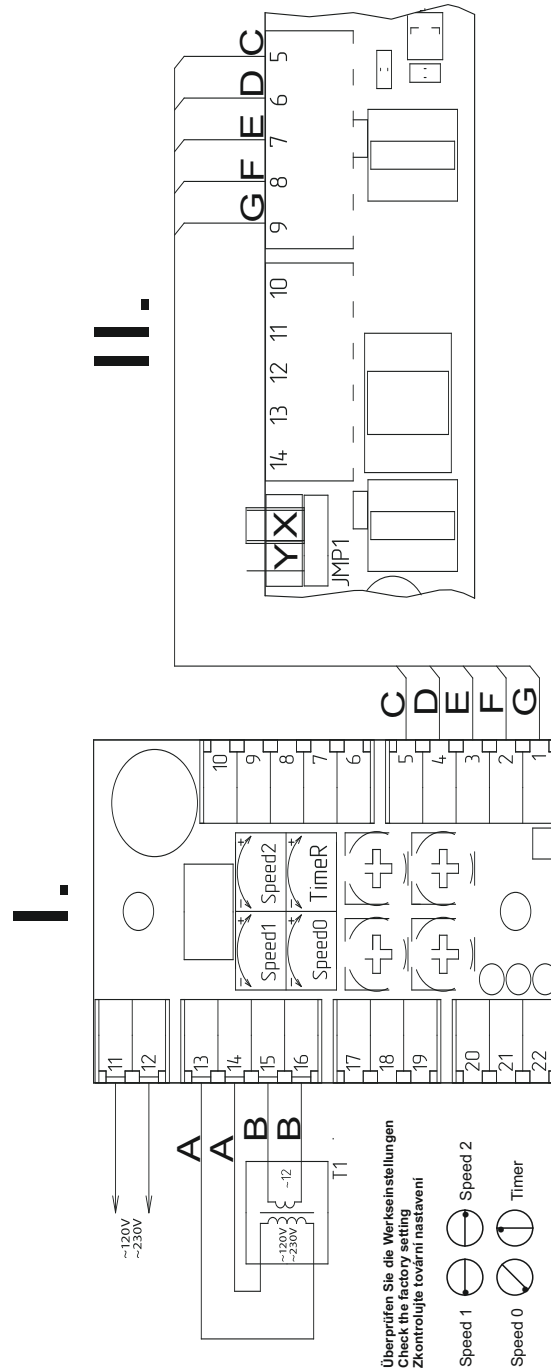 I.
II.
~120V
~230V
11
12
13
14
15
16
17
18
19
20
21
22
A
A
B
B
~12
~120V
~230V
T1
Speed1
Speed2
Speed0
TimeR
- +
- +
- +
- +
10
9
8
7
6
5
4
3
2
1
C
D
E
F
G
G F E D C
9 8 7 6 5
14 13 12 11 10
Y X
JMP1
Überprüfen Sie die Werkseinstellungen
Check the factory setting
Zkontrolujte tovární nastavení
Speed 1
Speed 2
Speed 0
Timer